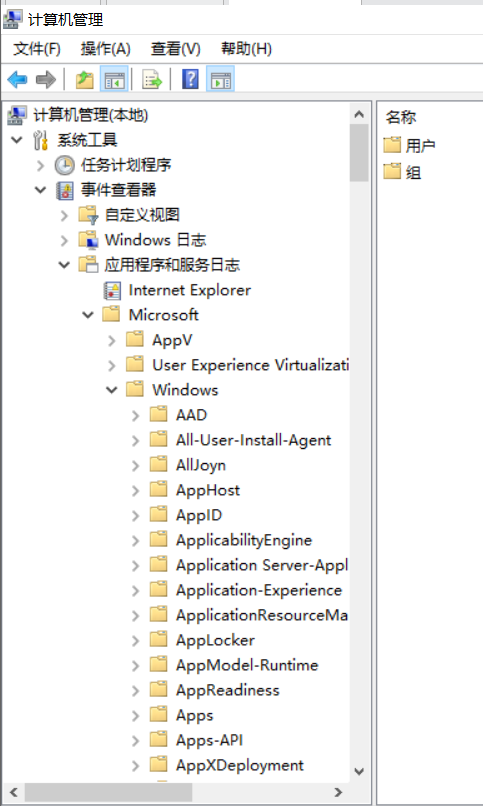 计算机管理
文件(F) 操作(A) 查看(V) 帮助(H)
计算机管理(本地)
系统工具
任务计划程序
事件查看器
自定义视图
Windows 日志
应用程序和服务日志
Internet Explorer
Microsoft
AppV
User Experience Virtualizati
Windows
AAD
All-User-Install-Agent
AllJoyn
AppHost
AppID
ApplicabilityEngine
Application Server-Appl
Application-Experience
ApplicationResourceMa
AppLocker
AppModel-Runtime
AppReadiness
Apps
Apps-API
AppXDeployment
名称
用户
组